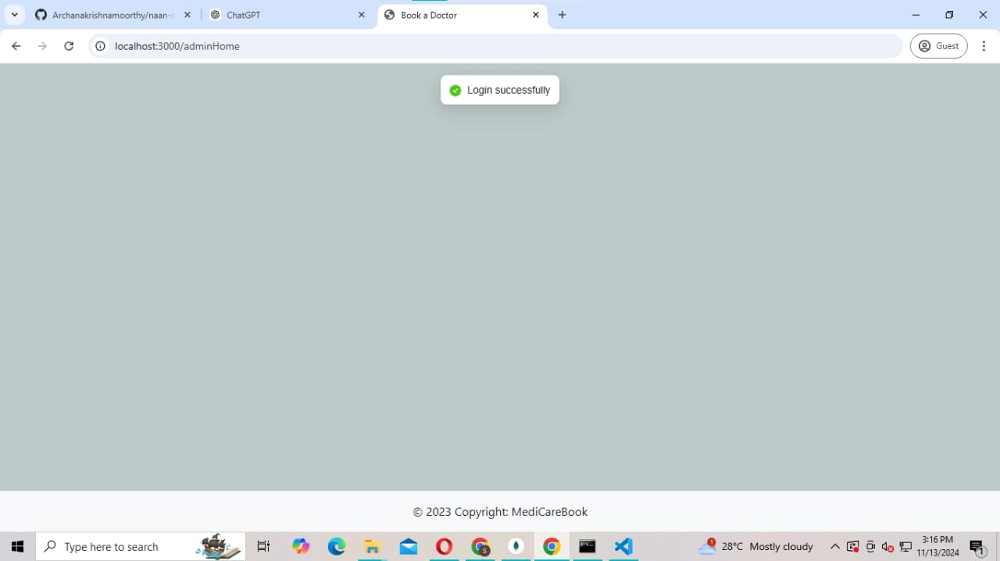 Archanakrishnamoorthy/naan-n
ChatGPT
Book a Doctor
localhost:3000/adminHome
Guest
Login successfully
© 2023 Copyright: MediCareBook
Type here to search
S
1
28°C Mostly cloudy
3:16 PM
11/13/2024
1